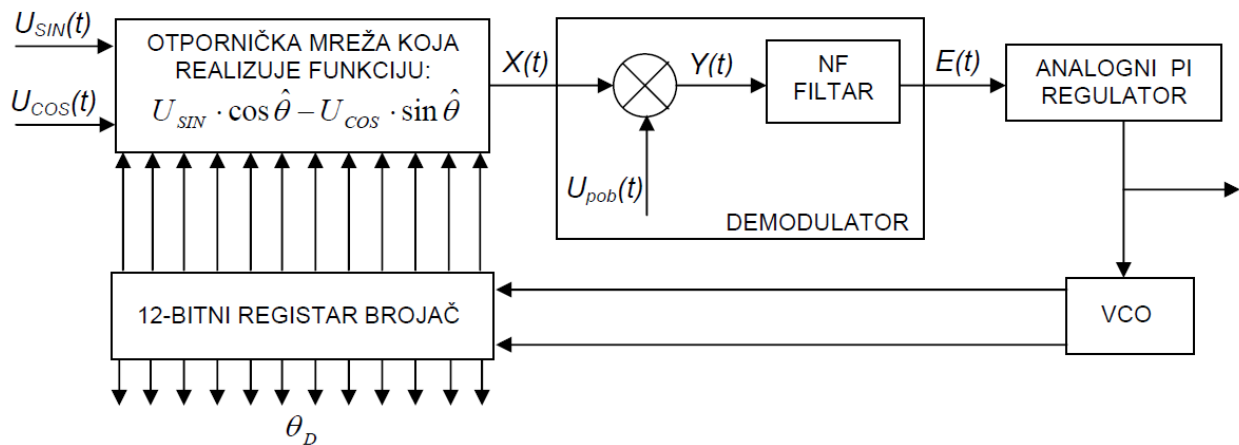 U_SIN(t)
U_COS(t)
OTPORNIČKA MREŽA KOJA
REALIZUJE FUNKCIJU:
U_SIN · cos θ̂ − U_COS · sin θ̂
X(t)
Y(t)
NF
FILTAR
U_pob(t)
DEMODULATOR
E(t)
ANALOGNI PI
REGULATOR
12-BITNI REGISTAR BROJAČ
VCO
θ_D